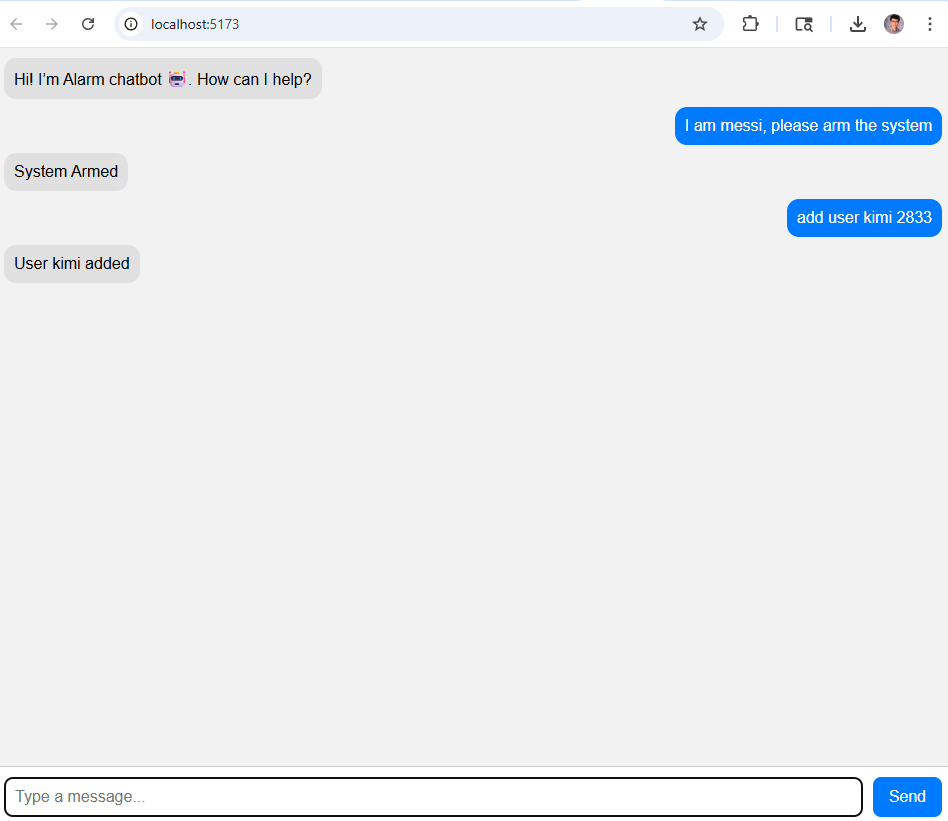 localhost:5173
Hi! I'm Alarm chatbot 🤖. How can I help?
I am messi, please arm the system
System Armed
add user kimi 2833
User kimi added
Type a message...
Send